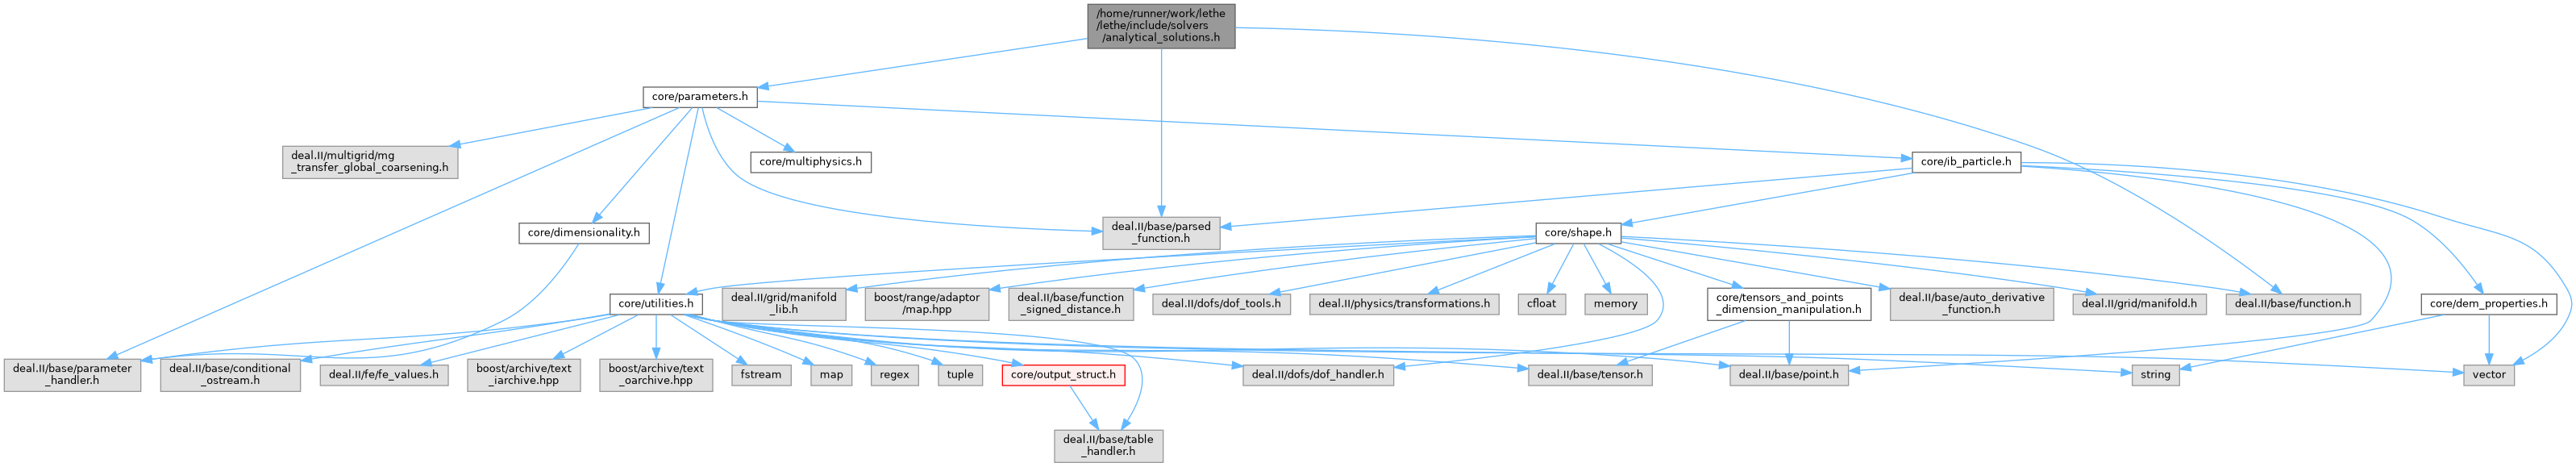 /home/runner/work/lethe
/lethe/include/solvers
/analytical_solutions.h
core/parameters.h
deal.II/multigrid/mg
_transfer_global_coarsening.h
core/multiphysics.h
core/ib_particle.h
core/dimensionality.h
deal.II/base/parsed
_function.h
core/shape.h
core/utilities.h
deal.II/grid/manifold
_lib.h
boost/range/adaptor
/map.hpp
deal.II/base/function
_signed_distance.h
deal.II/dofs/dof_tools.h
deal.II/physics/transformations.h
cfloat
memory
core/tensors_and_points
_dimension_manipulation.h
deal.II/base/auto_derivative
_function.h
deal.II/grid/manifold.h
deal.II/base/function.h
core/dem_properties.h
deal.II/base/parameter
_handler.h
deal.II/base/conditional
_ostream.h
deal.II/fe/fe_values.h
boost/archive/text
_iarchive.hpp
boost/archive/text
_oarchive.hpp
fstream
map
regex
tuple
core/output_struct.h
deal.II/dofs/dof_handler.h
deal.II/base/tensor.h
deal.II/base/point.h
string
vector
deal.II/base/table
_handler.h